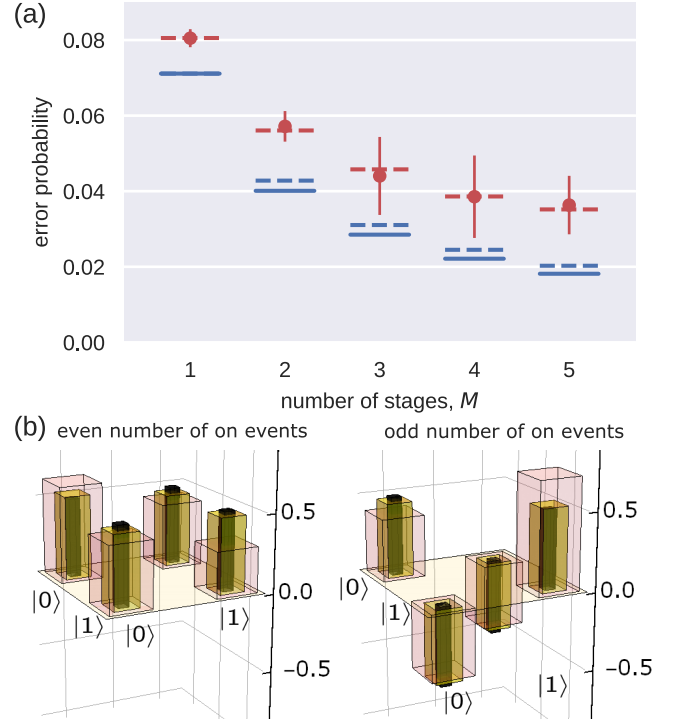 (a)
error probability
0.08
0.06
0.04
0.02
0.00
1 2 3 4 5
number of stages, M
(b)
even number of on events
odd number of on events
0.5
0.0
−0.5
|0⟩
|1⟩
|0⟩
|1⟩
0.5
0.0
−0.5
|0⟩
|1⟩
|0⟩
|1⟩